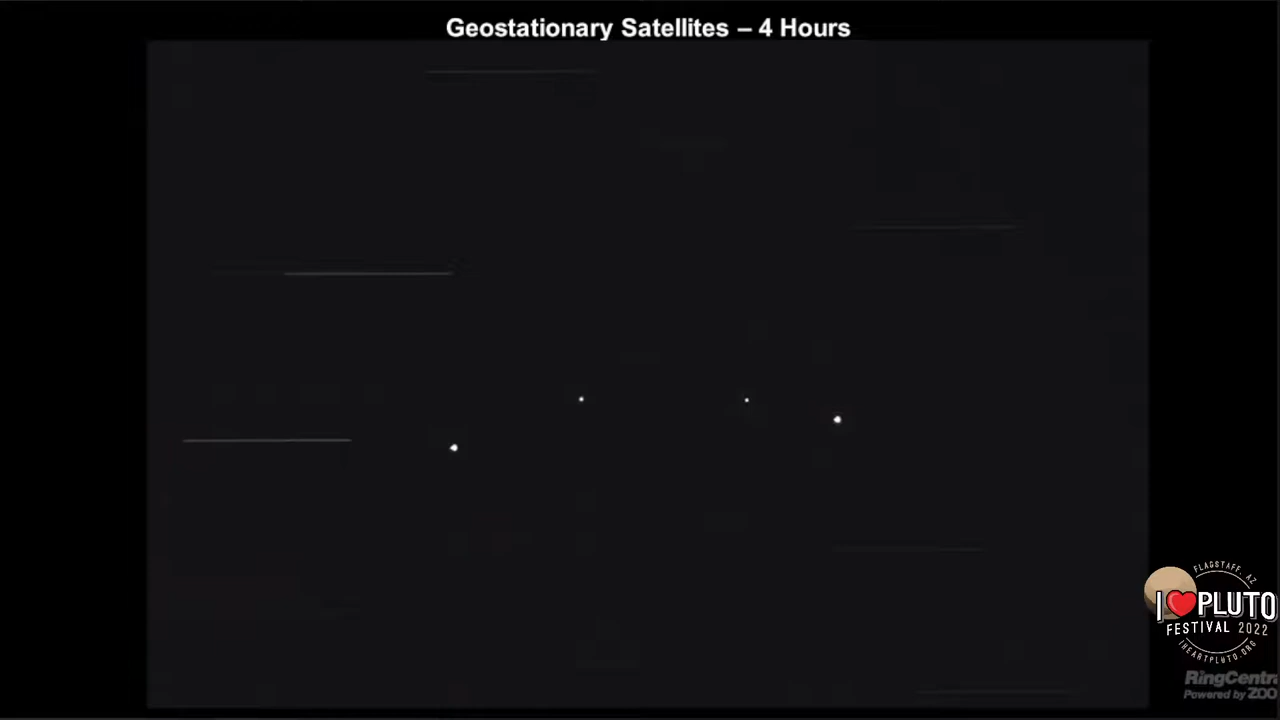 Geostationary Satellites – 4 Hours
FLAGSTAFF, AZ
I❤PLUTO
FESTIVAL 2022
IHEARTPLUTO.ORG
RingCentr
Powered by ZOO